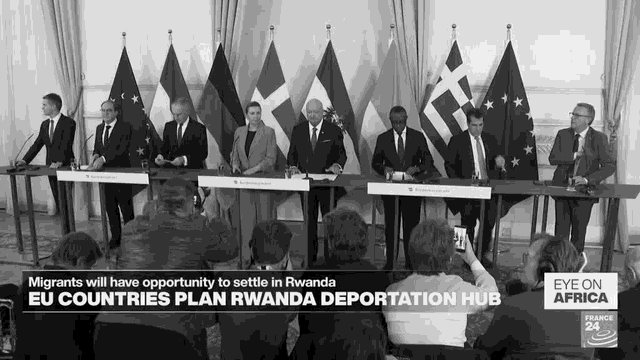 Migrants will have opportunity to settle in Rwanda
EU COUNTRIES PLAN RWANDA DEPORTATION HUB
EYE ON
AFRICA
FRANCE
24